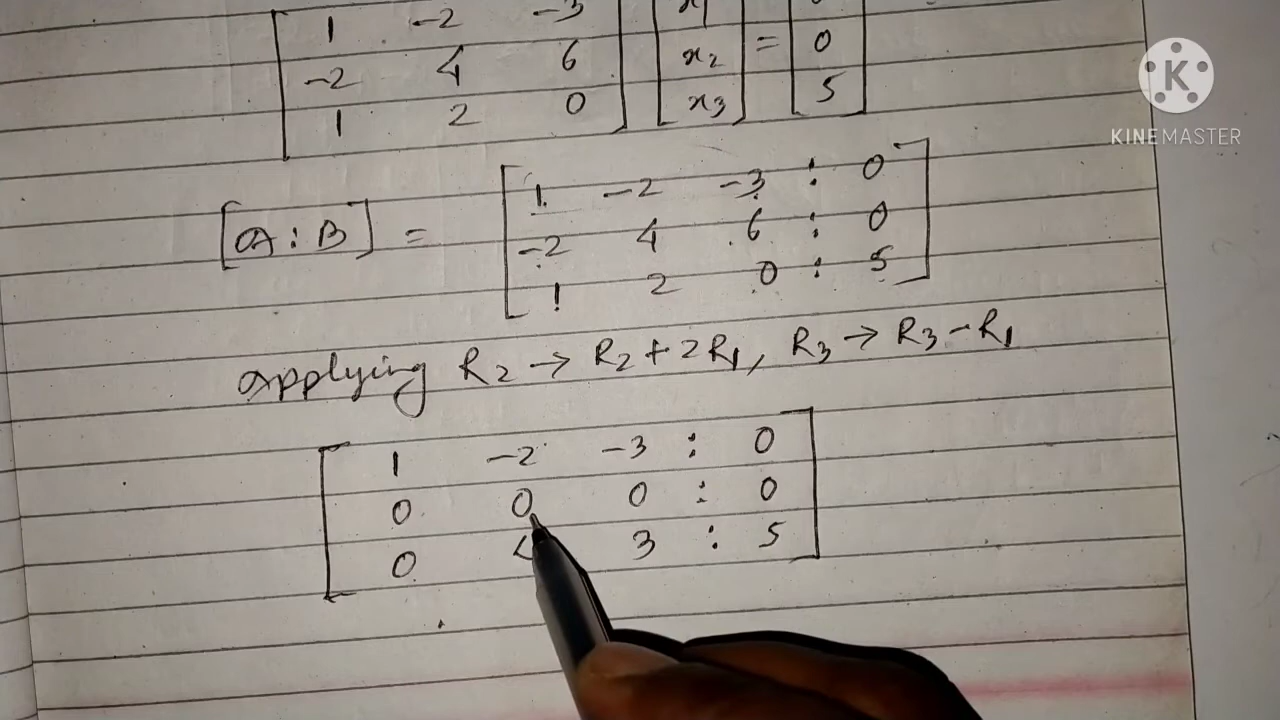 1 -2 -3
-2 4 6 x2 = 0
1 2 0 x3 5
K
KINEMASTER
[A : B] =
1 -2 -3 : 0
-2 4 6 : 0
1 2 0 : 5
applying R2 → R2 + 2R1, R3 → R3 - R1
1 -2 -3 : 0
0 0 0 : 0
0 3 : 5